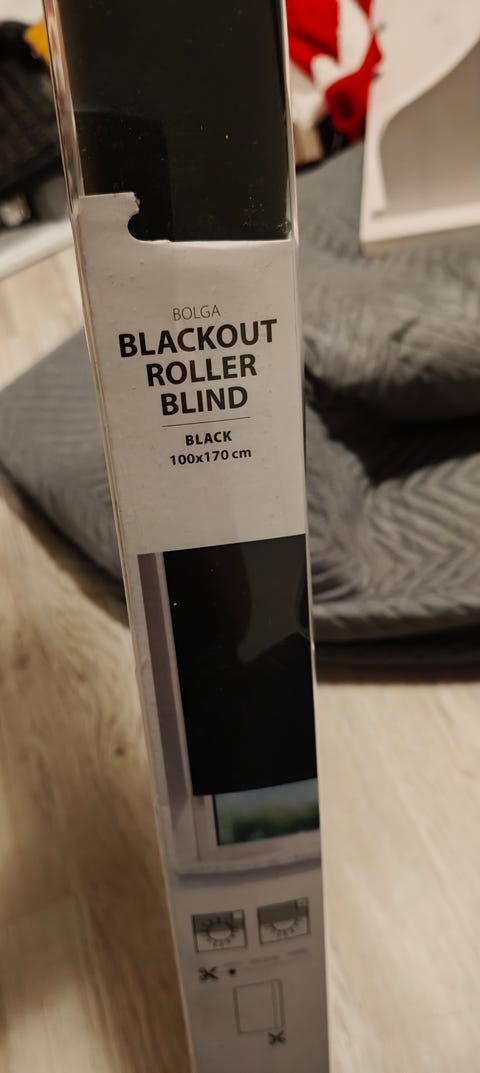 BOLGA
BLACKOUT
ROLLER
BLIND
BLACK
100x170 cm